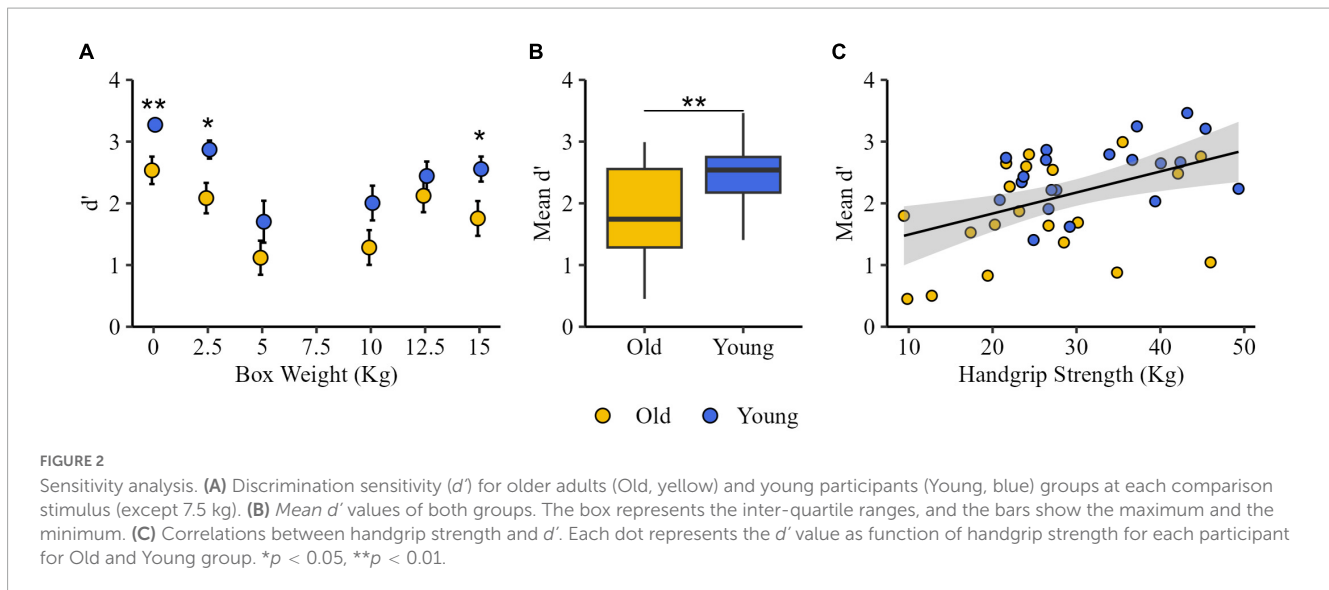 A
B
C
d'
4
3
2
1
0
**
*
*
0
2.5
5
7.5
10
12.5
15
Box Weight (Kg)
Mean d'
4
3
2
1
0
**
Old
Young
Mean d'
4
3
2
1
0
10
20
30
40
50
Handgrip Strength (Kg)
Old
Young
FIGURE 2
Sensitivity analysis. (A) Discrimination sensitivity (d′) for older adults (Old, yellow) and young participants (Young, blue) groups at each comparison
stimulus (except 7.5 kg). (B) Mean d′ values of both groups. The box represents the inter-quartile ranges, and the bars show the maximum and the
minimum. (C) Correlations between handgrip strength and d′. Each dot represents the d′ value as function of handgrip strength for each participant
for Old and Young group. *p < 0.05, **p < 0.01.